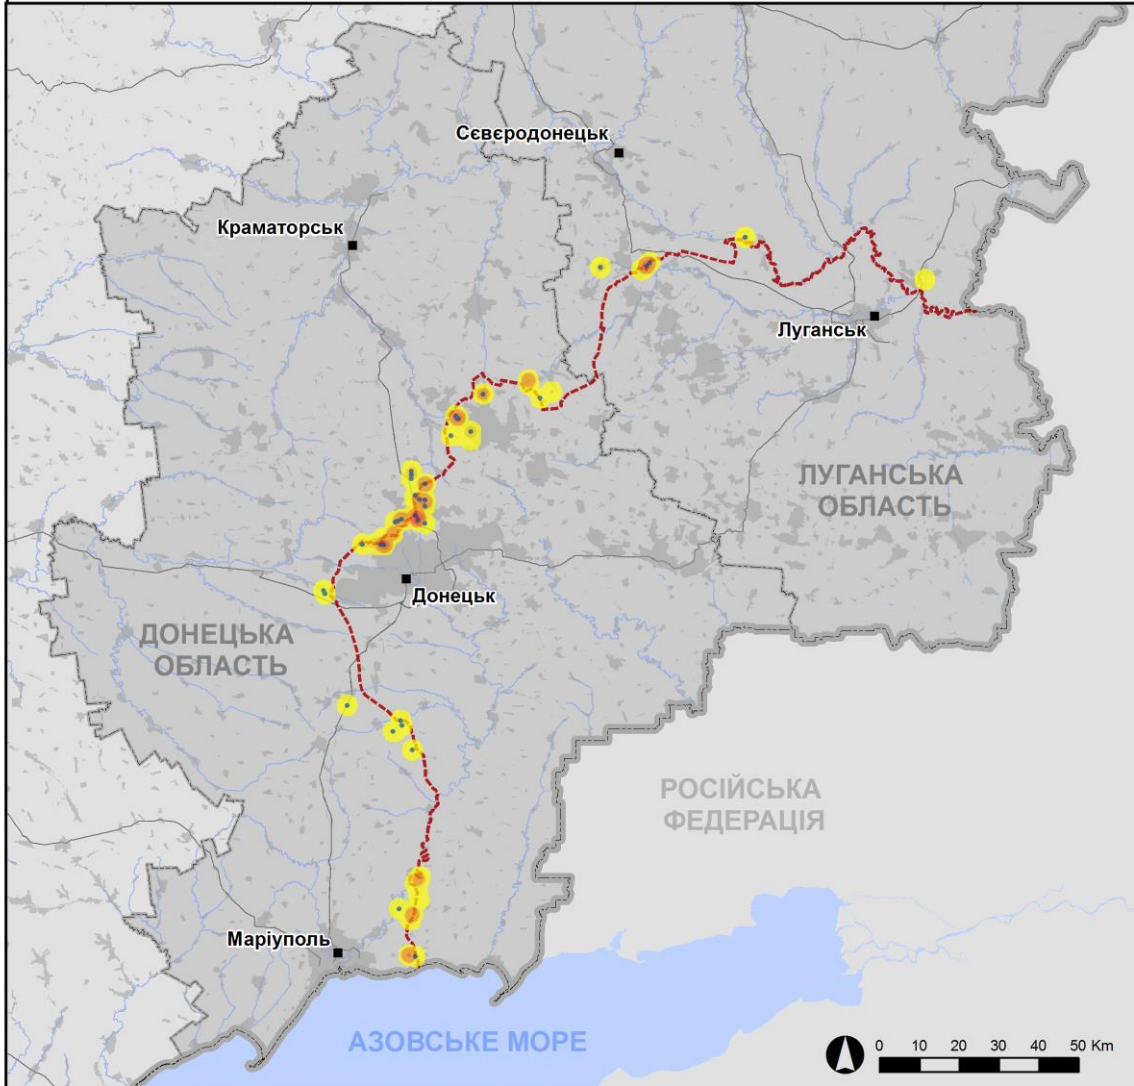 Сєвєродонецьк
Краматорськ
Луганськ
ЛУГАНСЬКА
ОБЛАСТЬ
Донецьк
ДОНЕЦЬКА
ОБЛАСТЬ
РОСІЙСЬКА
ФЕДЕРАЦІЯ
Маріуполь
АЗОВСЬКЕ МОРЕ
0 10 20 30 40 50 Km